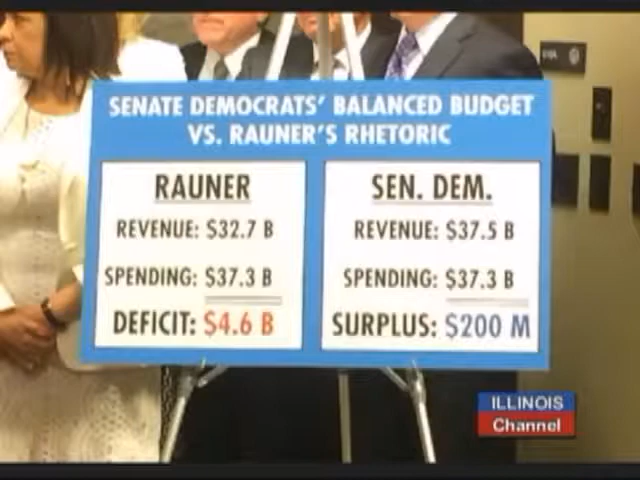 SENATE DEMOCRATS' BALANCED BUDGET
VS. RAUNER'S RHETORIC
RAUNER
REVENUE: $32.7 B
SPENDING: $37.3 B
DEFICIT: $4.6 B
SEN. DEM.
REVENUE: $37.5 B
SPENDING: $37.3 B
SURPLUS: $200 M
ILLINOIS
Channel